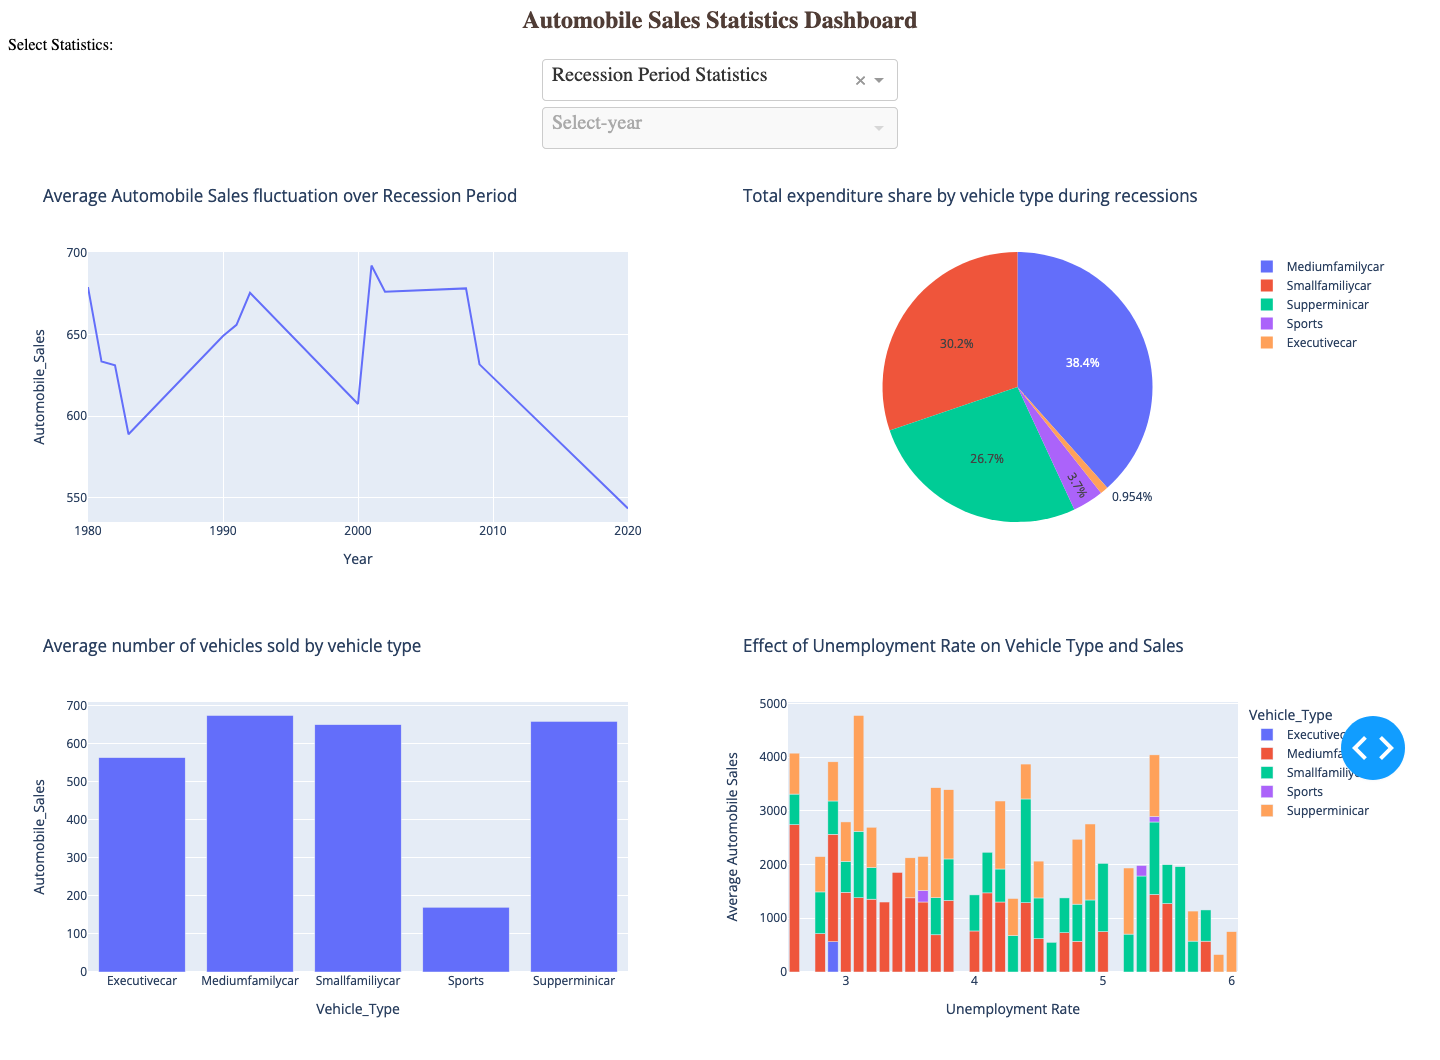 Automobile Sales Statistics Dashboard
Select Statistics:
Recession Period Statistics
Select-year
Average Automobile Sales fluctuation over Recession Period
700
650
600
550
Automobile_Sales
1980 1990 2000 2010 2020
Year
Total expenditure share by vehicle type during recessions
38.4%
30.2%
26.7%
3.7%
0.954%
Mediumfamilycar
Smallfamiliycar
Supperminicar
Sports
Executivecar
Average number of vehicles sold by vehicle type
700
600
500
400
300
200
100
0
Automobile_Sales
Executivecar Mediumfamilycar Smallfamiliycar Sports Supperminicar
Vehicle_Type
Effect of Unemployment Rate on Vehicle Type and Sales
5000
4000
3000
2000
1000
0
Average Automobile Sales
3 4 5 6
Unemployment Rate
Vehicle_Type
Executivec
Mediumfa
Smallfamiliy
Sports
Supperminicar